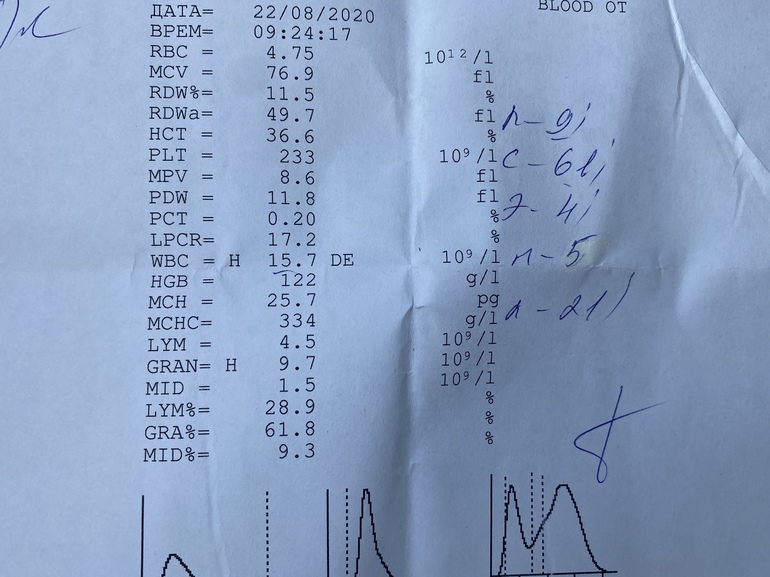 BLOOD OT
ДАТА= 22/08/2020
ВРЕМ= 09:24:17
RBC = 4.75 10¹²/l
MCV = 76.9 fl
RDW%= 11.5 %
RDWa= 49.7 fl
HCT = 36.6 %
PLT = 233 10⁹/l
MPV = 8.6 fl
PDW = 11.8 fl
PCT = 0.20 %
LPCR= 17.2 %
WBC = H 15.7 DE 10⁹/l
HGB = 122 g/l
MCH = 25.7 pg
MCHC= 334 g/l
LYM = 4.5 10⁹/l
GRAN= H 9.7 10⁹/l
MID = 1.5 10⁹/l
LYM%= 28.9 %
GRA%= 61.8 %
MID%= 9.3 %
п - 9;
с - 61;
э - 4;
м - 5
л - 21